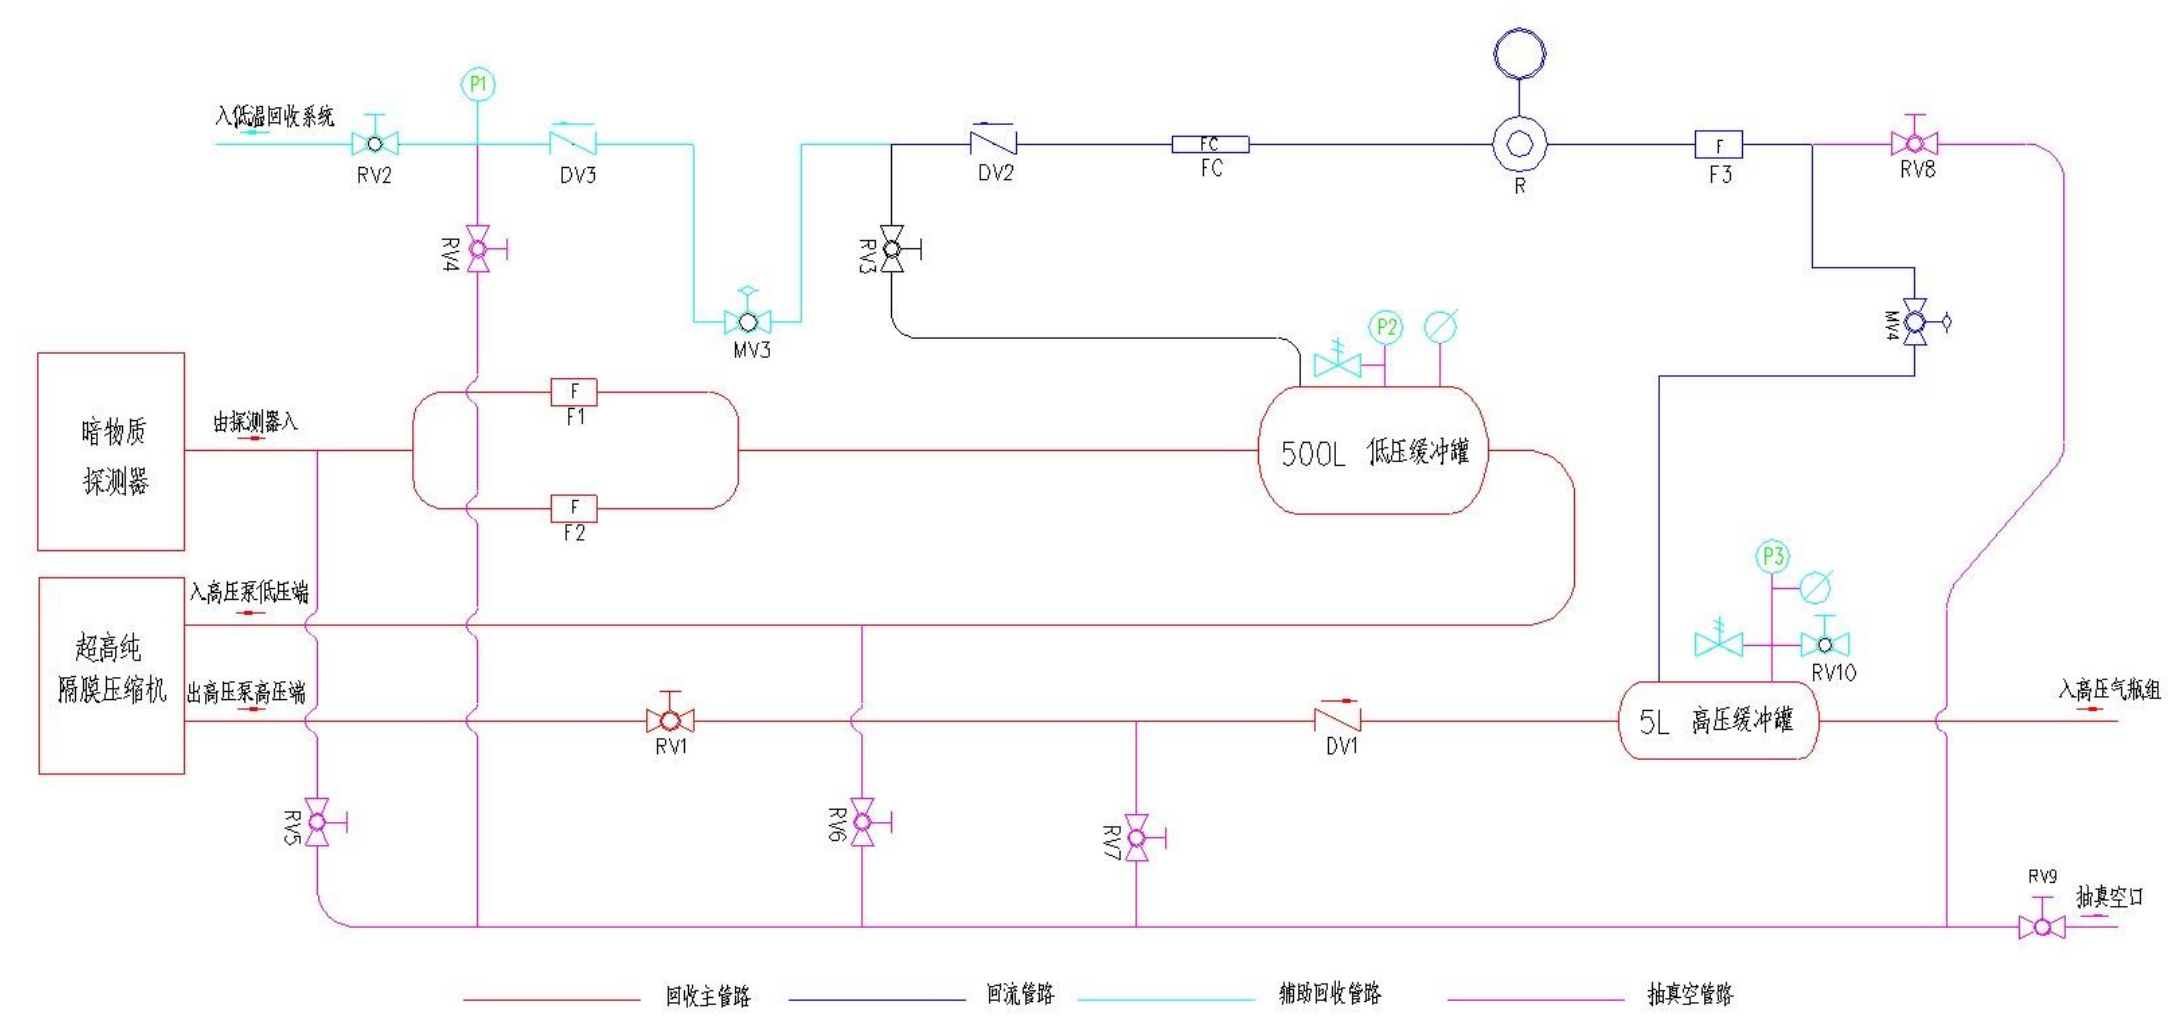 P1
入低温回收系统
RV2
DV3
DV2
FC
FC
R
F
F3
RV8
RV4
RV3
MV3
P2
MV4
暗物质
探测器
由探测器入
F
F1
F
F2
500L 低压缓冲罐
P3
RV10
超高纯
隔膜压缩机
入高压泵低压端
出高压泵高压端
RV1
DV1
5L 高压缓冲罐
入高压气瓶组
RV5
RV6
RV7
RV9
抽真空口
回收主管路
回流管路
辅助回收管路
抽真空管路